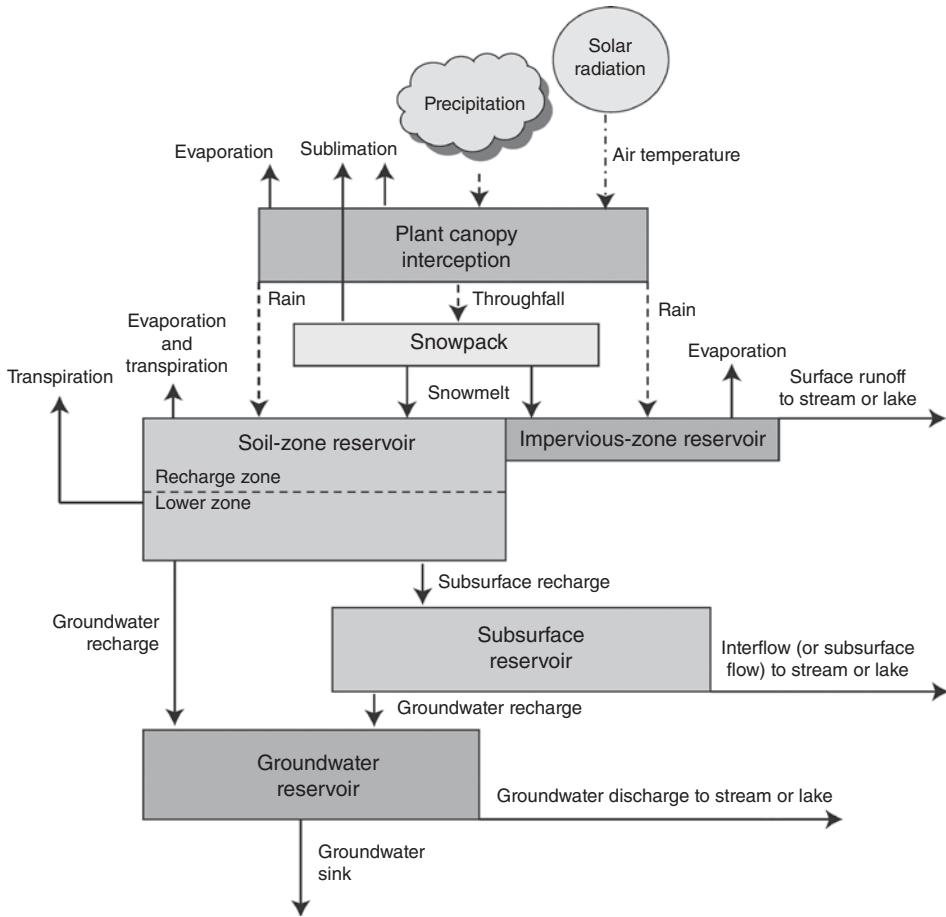 Solar
radiation
Precipitation
Evaporation
Sublimation
Air temperature
Plant canopy
interception
Rain
Throughfall
Rain
Evaporation
and
transpiration
Snowpack
Evaporation
Transpiration
Snowmelt
Surface runoff
to stream or lake
Soil-zone reservoir
Impervious-zone reservoir
Recharge zone
Lower zone
Subsurface recharge
Groundwater
recharge
Subsurface
reservoir
Interflow (or subsurface
flow) to stream or lake
Groundwater recharge
Groundwater
reservoir
Groundwater discharge to stream or lake
Groundwater
sink